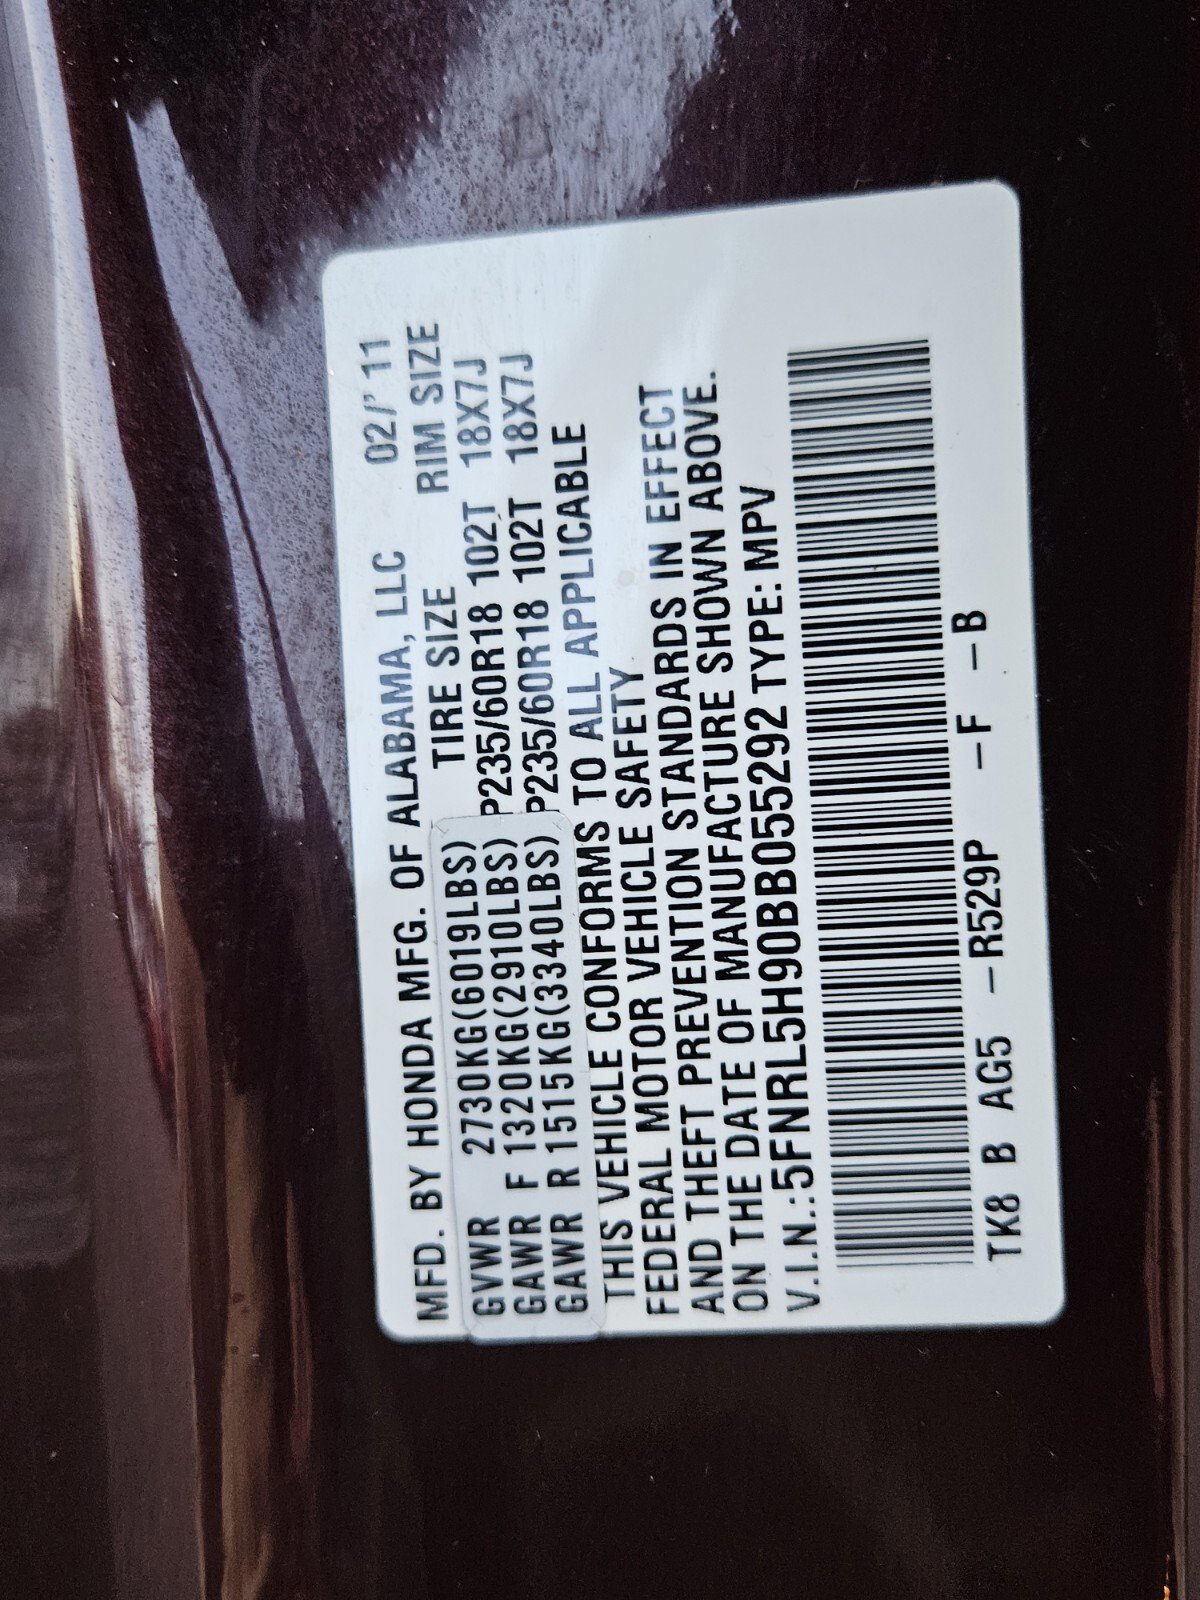 MFD. BY HONDA MFG. OF ALABAMA, LLC 02/'11
TIRE SIZE RIM SIZE
GVWR 2730KG(6019LBS)
GAWR F 1320KG(2910LBS) P235/60R18 102T 18X7J
GAWR R 1515KG(3340LBS) P235/60R18 102T 18X7J
THIS VEHICLE CONFORMS TO ALL APPLICABLE
FEDERAL MOTOR VEHICLE SAFETY
AND THEFT PREVENTION STANDARDS IN EFFECT
ON THE DATE OF MANUFACTURE SHOWN ABOVE.
V.I.N.:5FNRL5H90BB055292 TYPE: MPV
TK8 B AG5 –R529P –F –B